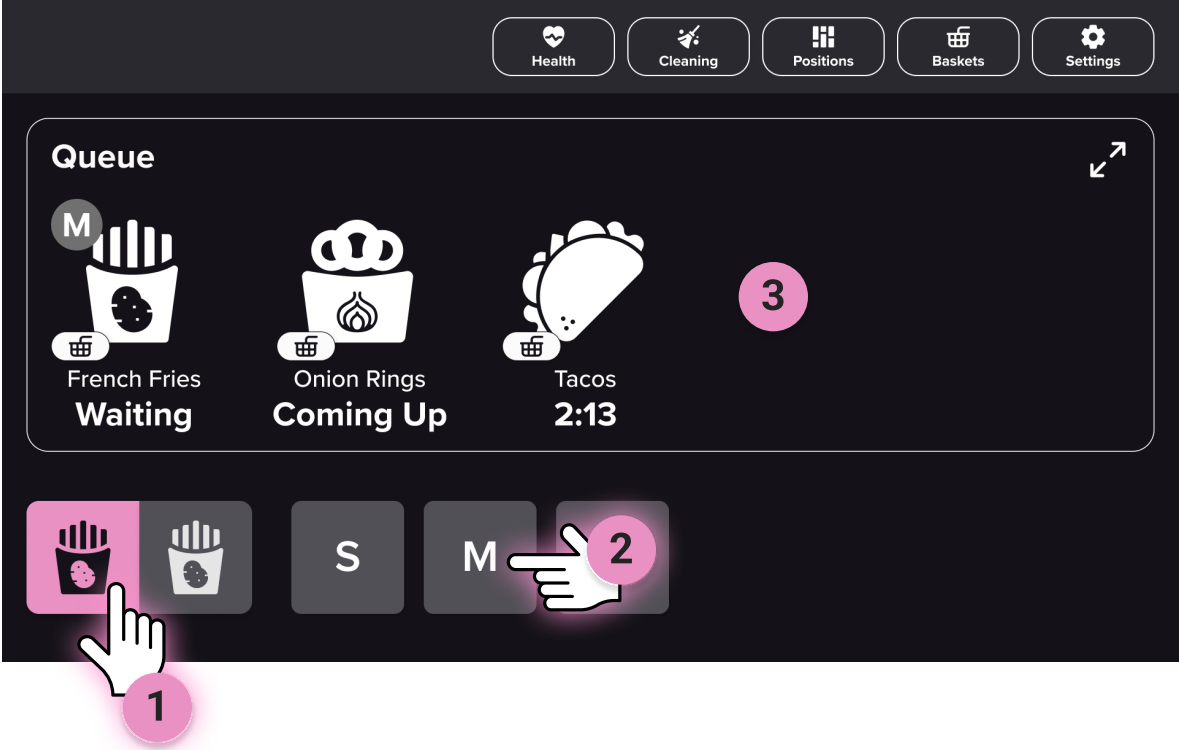 Health Cleaning Positions Baskets Settings
Queue
M
3
French Fries Onion Rings Tacos
Waiting Coming Up 2:13
S M 2
1